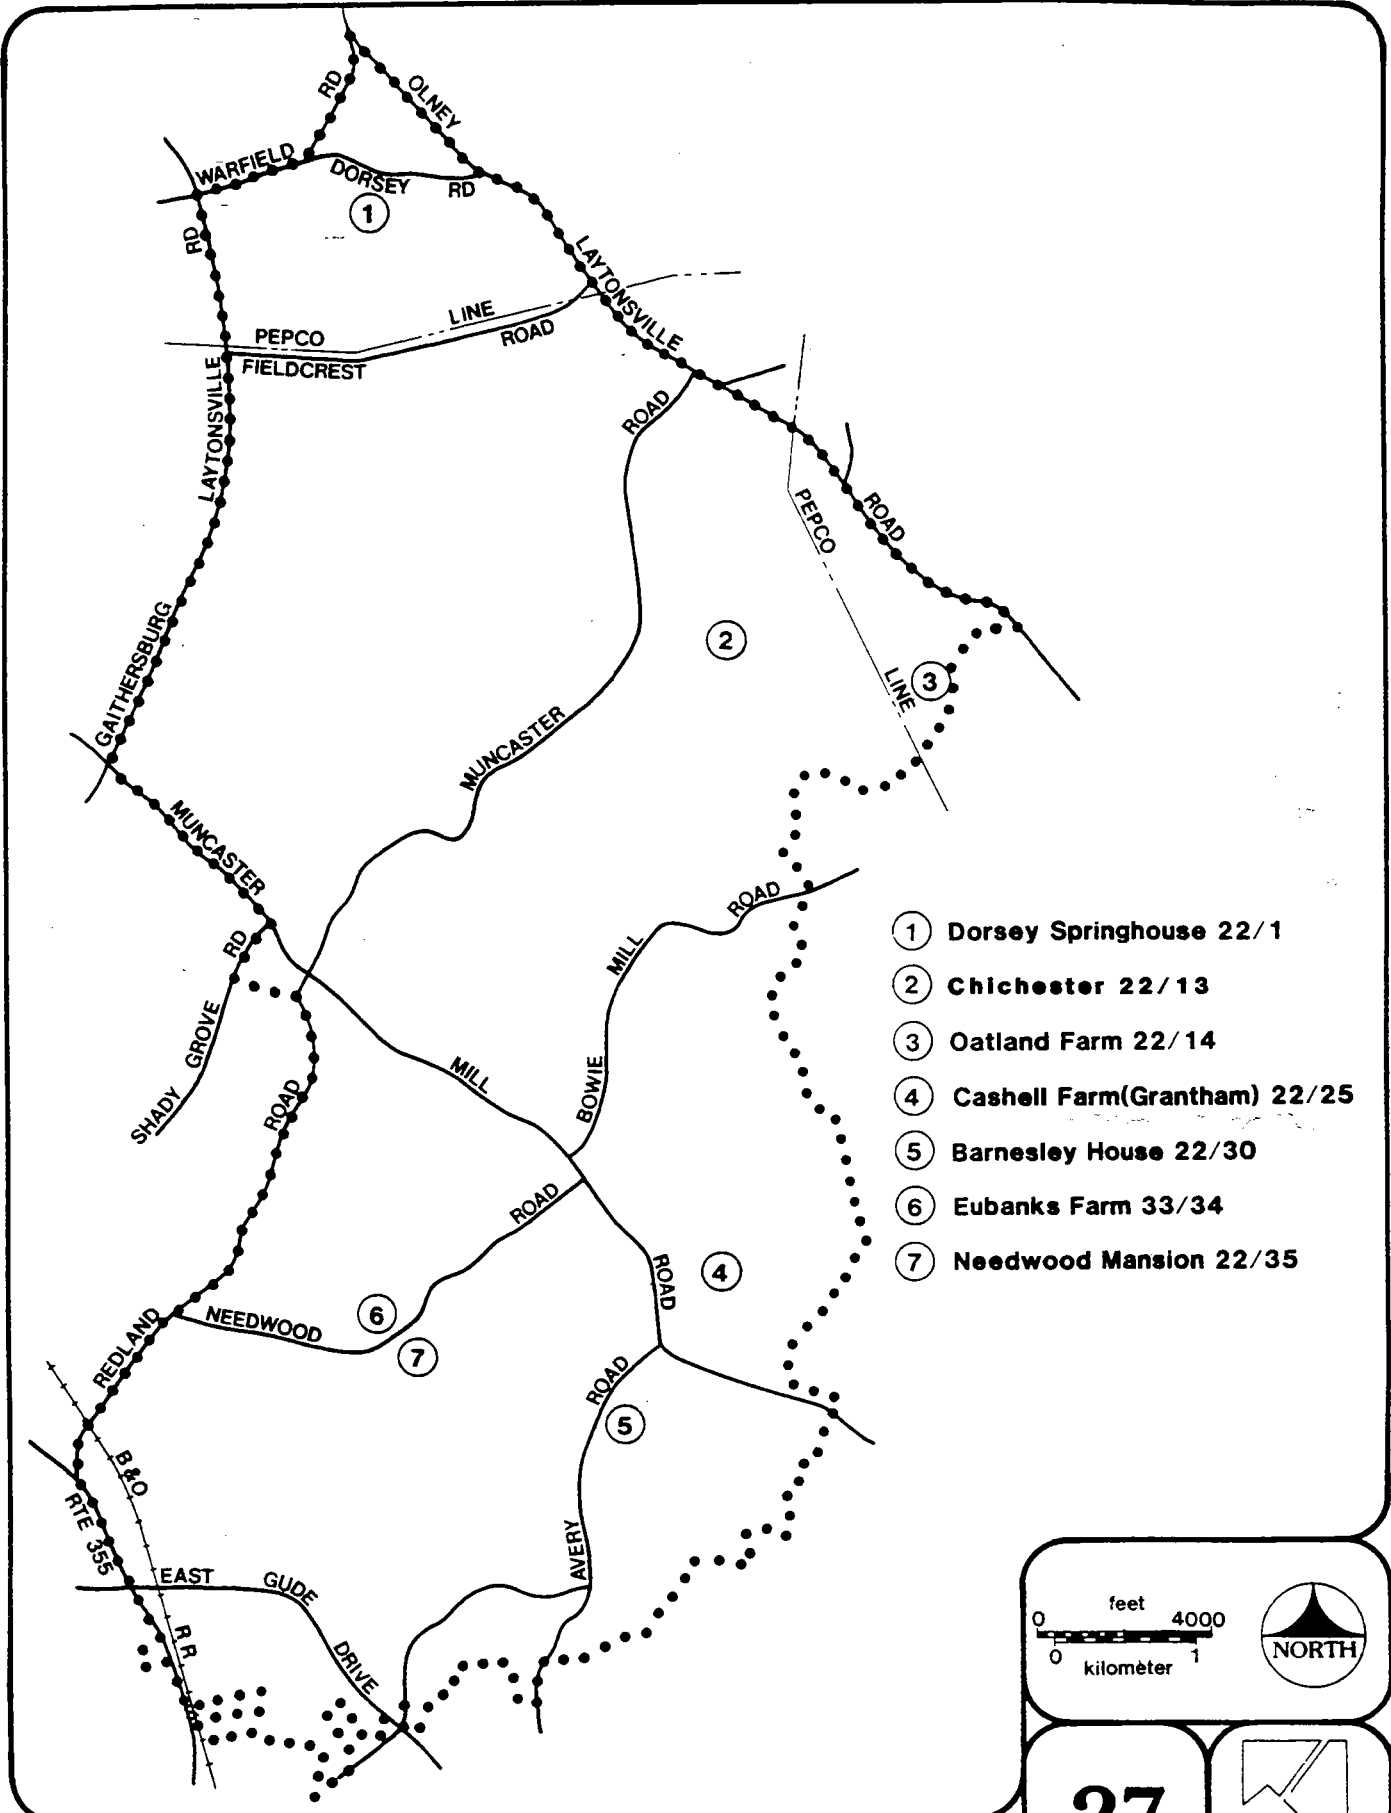 RD
OLNEY
WARFIELD
DORSEY
RD
1
RD
LAYTONSVILLE
LINE
ROAD
PEPCO
FIELDCREST
LAYTONSVILLE
ROAD
PEPCO
ROAD
2
LINE
3
GAITHERSBURG
MUNCASTER
MUNCASTER
ROAD
MILL
RD
1 Dorsey Springhouse 22/1
2 Chichester 22/13
3 Oatland Farm 22/14
4 Cashell Farm(Grantham) 22/25
5 Barnesley House 22/30
6 Eubanks Farm 33/34
7 Needwood Mansion 22/35
GROVE
SHADY
ROAD
MILL
BOWIE
ROAD
ROAD
4
6
7
NEEDWOOD
REDLAND
ROAD
5
B&O
RTE 355
AVERY
EAST
GUDE
RR
DRIVE
feet
0 4000
0 1
kilometer
NORTH
27